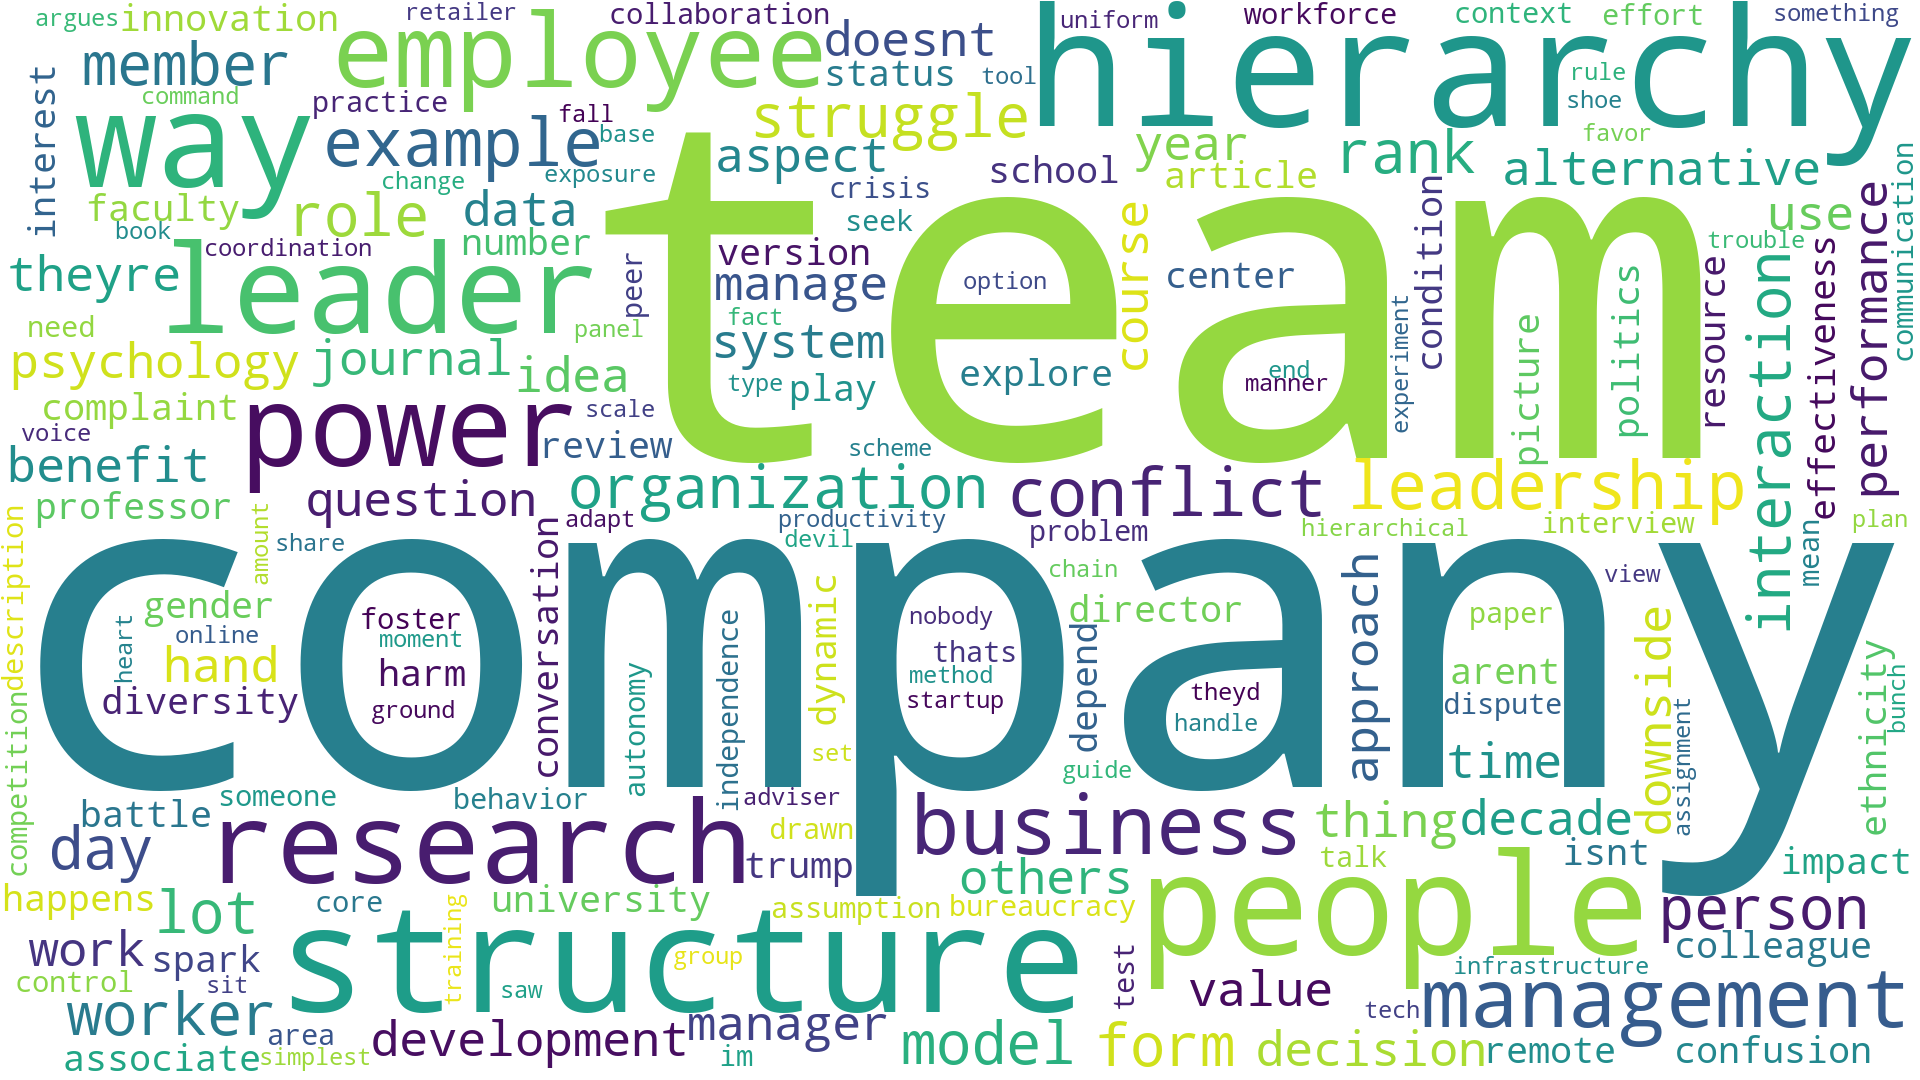 argues
innovation
retailer
collaboration
uniform
workforce
context
effort
something
member
employee
doesnt
hierarchy
status
tool
rule
shoe
interest
command
practice
fall
struggle
favor
way
example
base
aspect
year
rank
alternative
communication
change
exposure
crisis
school
article
faculty
role
data
seek
team
course
condition
performance
use
book
coordination
number
version
trouble
theyre
leader
peer
manage
option
center
interaction
effectiveness
resource
politics
need
panel
fact
system
experiment
picture
psychology
journal
idea
type
play
explore
end
manner
complaint
power
scale
voice
review
scheme
benefit
organization
conflict
leadership
professor
question
adapt
productivity
devil
problem
hierarchical
interview
plan
description
amount
share
conversation
company
chain
approach
view
mean
gender
foster
dynamic
nobody
director
paper
heart
online
moment
thats
depend
downside
hand
harm
autonomy
independence
method
arent
ethnicity
bunch
diversity
ground
startup
theyd
handle
dispute
assignment
competition
set
guide
time
someone
behavior
adviser
battle
day
research
drawn
business
thing
decade
trump
others
talk
isnt
impact
happens
lot
core
university
assumption
bureaucracy
people
person
work
spark
structure
training
group
test
colleague
control
sit
saw
value
infrastructure
worker
area
development
manager
tech
management
associate
simplest
im
model
form
decision
remote
confusion